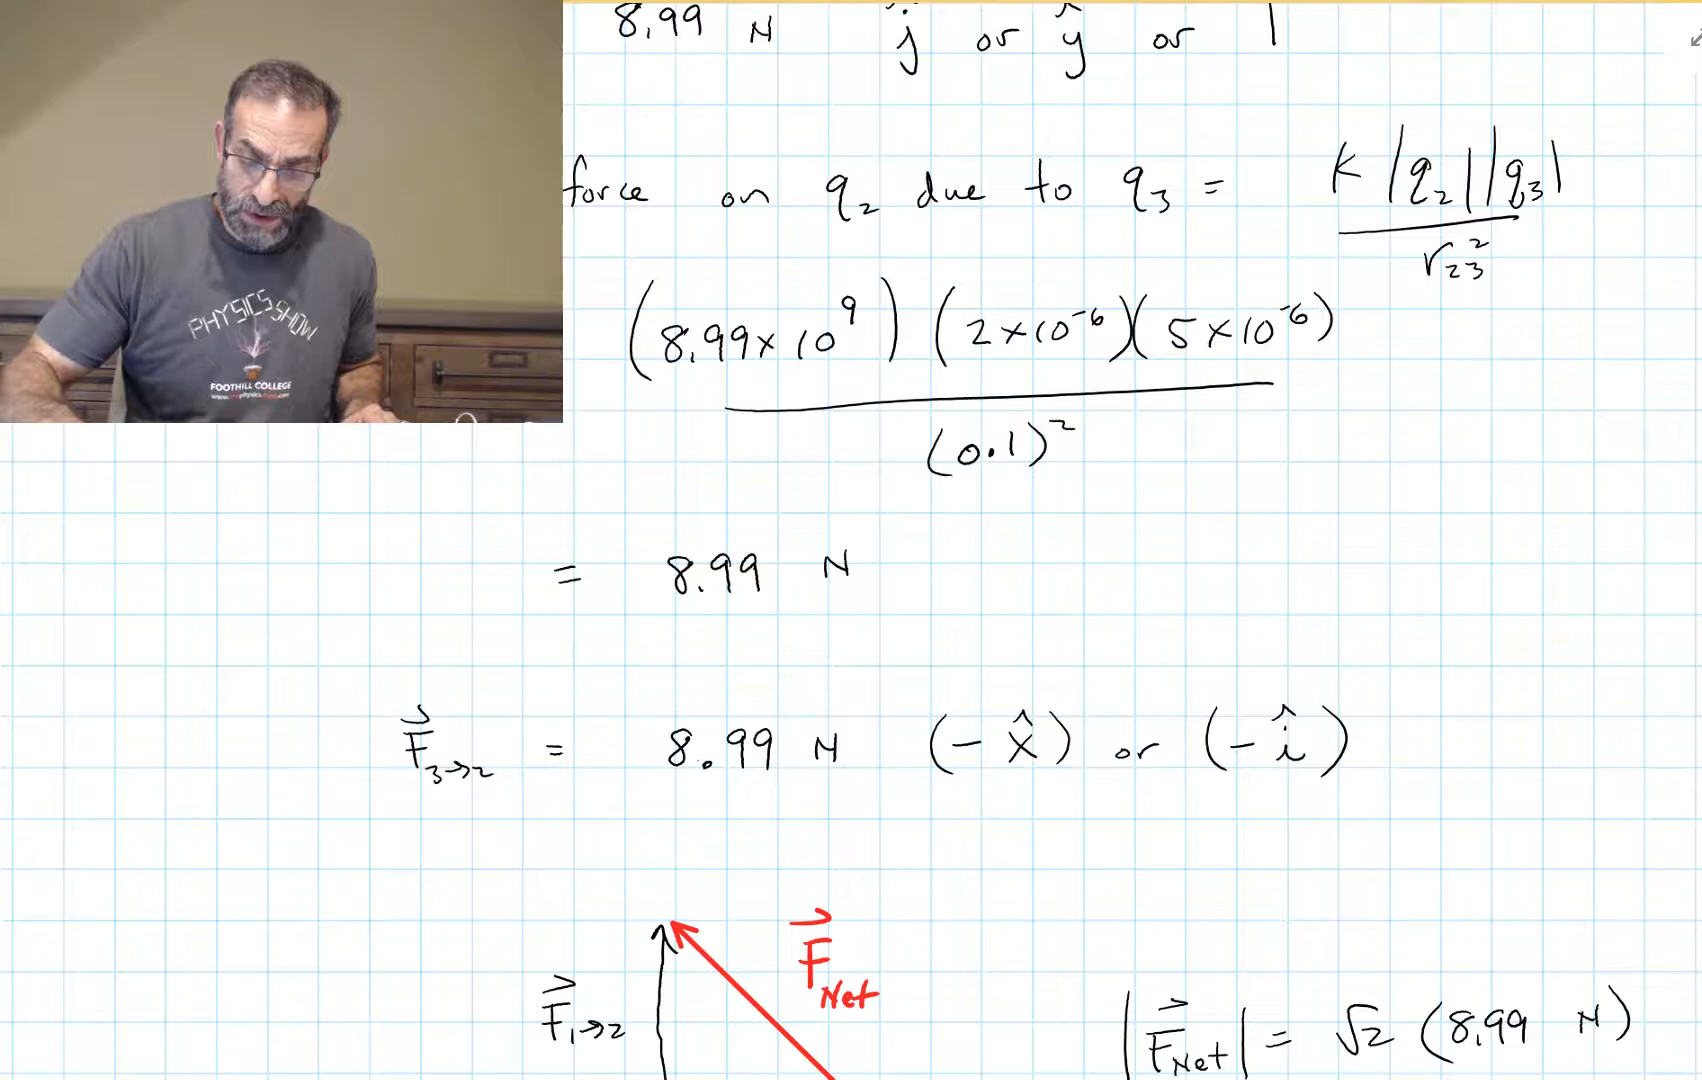 8.99 N ĵ or ŷ or
force on q₂ due to q₃ = k |q₂||q₃| / r₂₃²
(8.99 x 10⁹) (2 x 10⁻⁶)(5 x 10⁻⁶) / (0.1)²
PHYSICS SHOW
FOOTHILL COLLEGE
= 8.99 N
F⃗₃→₂ = 8.99 N (- x̂) or (- î)
F⃗Net
F⃗₁→₂
|F⃗Net| = √2 (8.99 N)